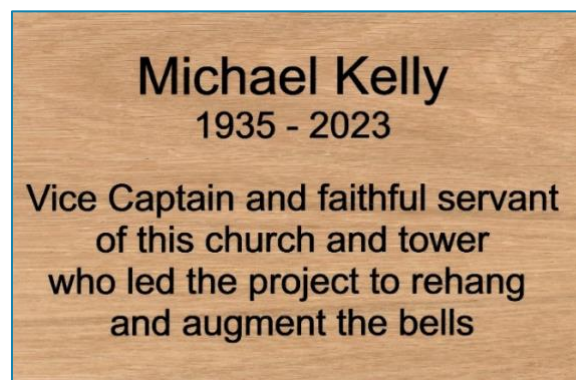 Michael Kelly
1935 - 2023
Vice Captain and faithful servant
of this church and tower
who led the project to rehang
and augment the bells